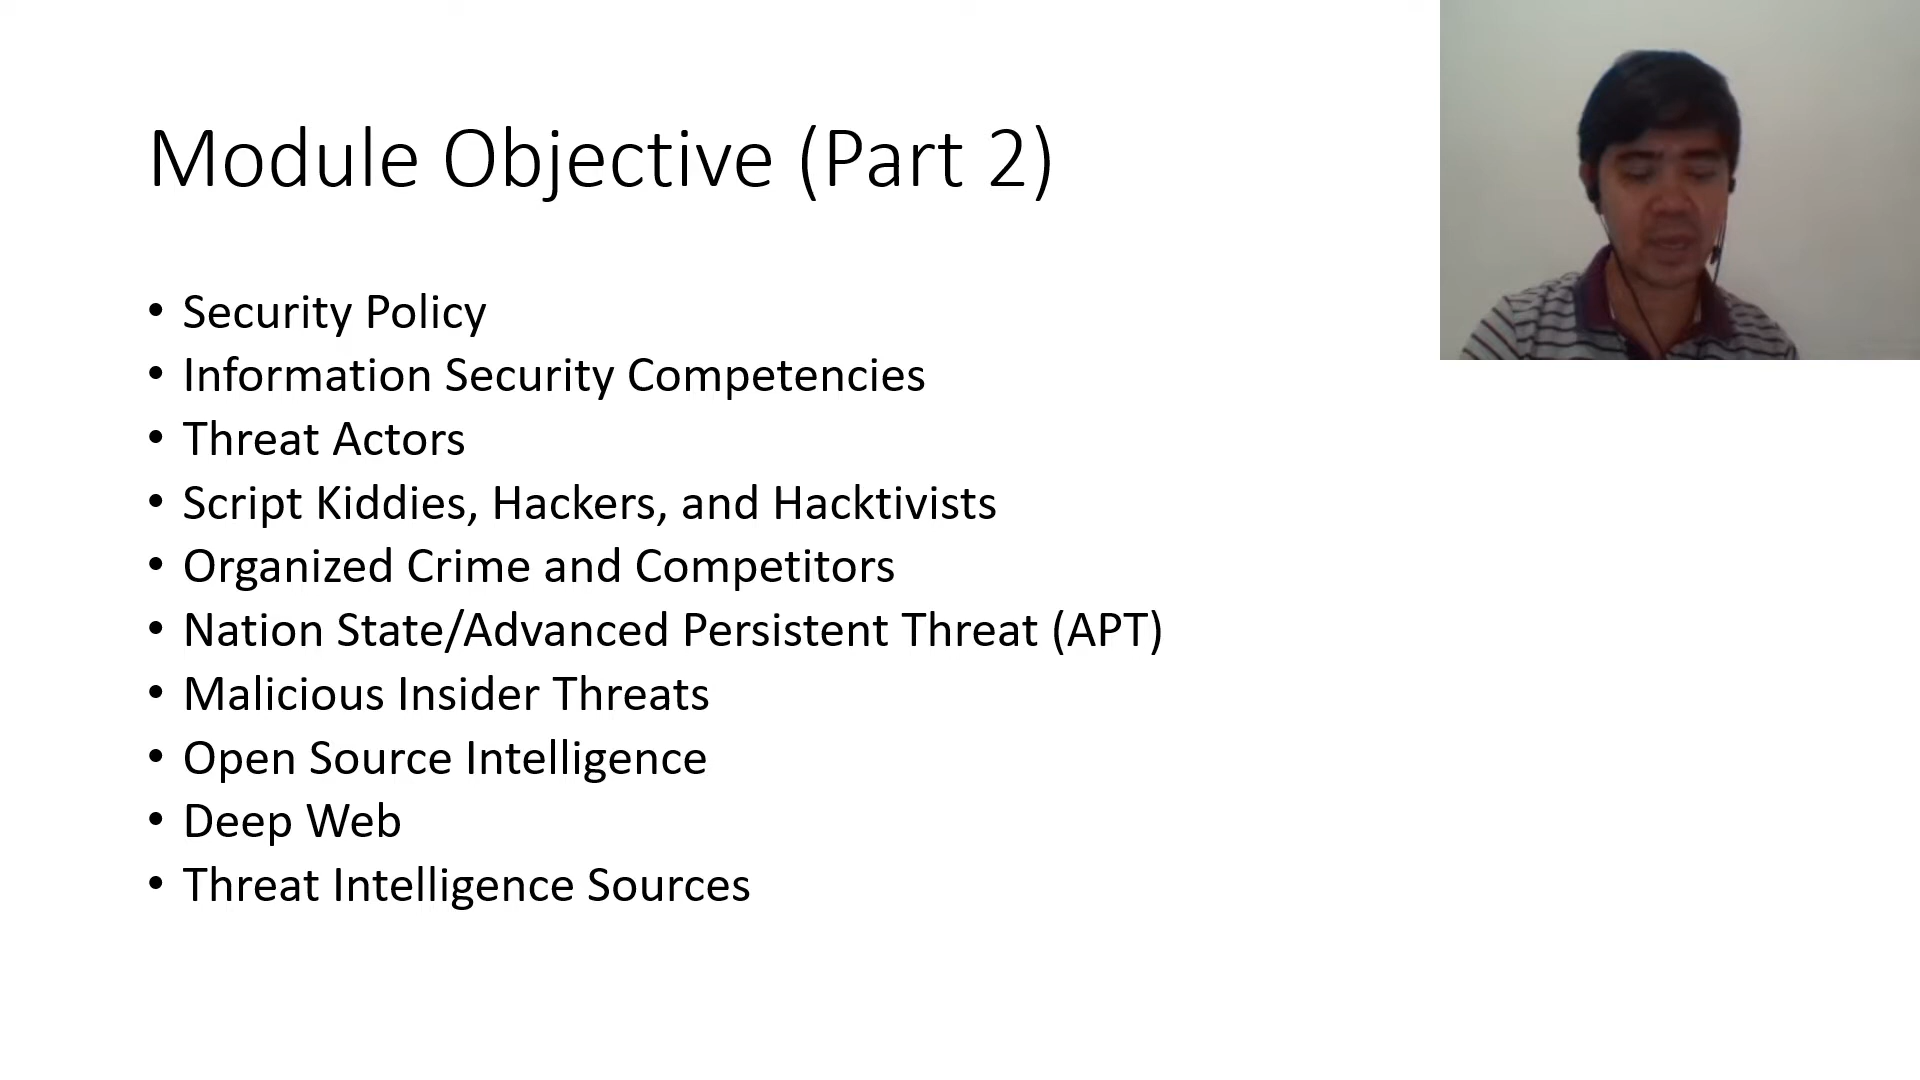 Module Objective (Part 2)
• Security Policy
• Information Security Competencies
• Threat Actors
• Script Kiddies, Hackers, and Hacktivists
• Organized Crime and Competitors
• Nation State/Advanced Persistent Threat (APT)
• Malicious Insider Threats
• Open Source Intelligence
• Deep Web
• Threat Intelligence Sources